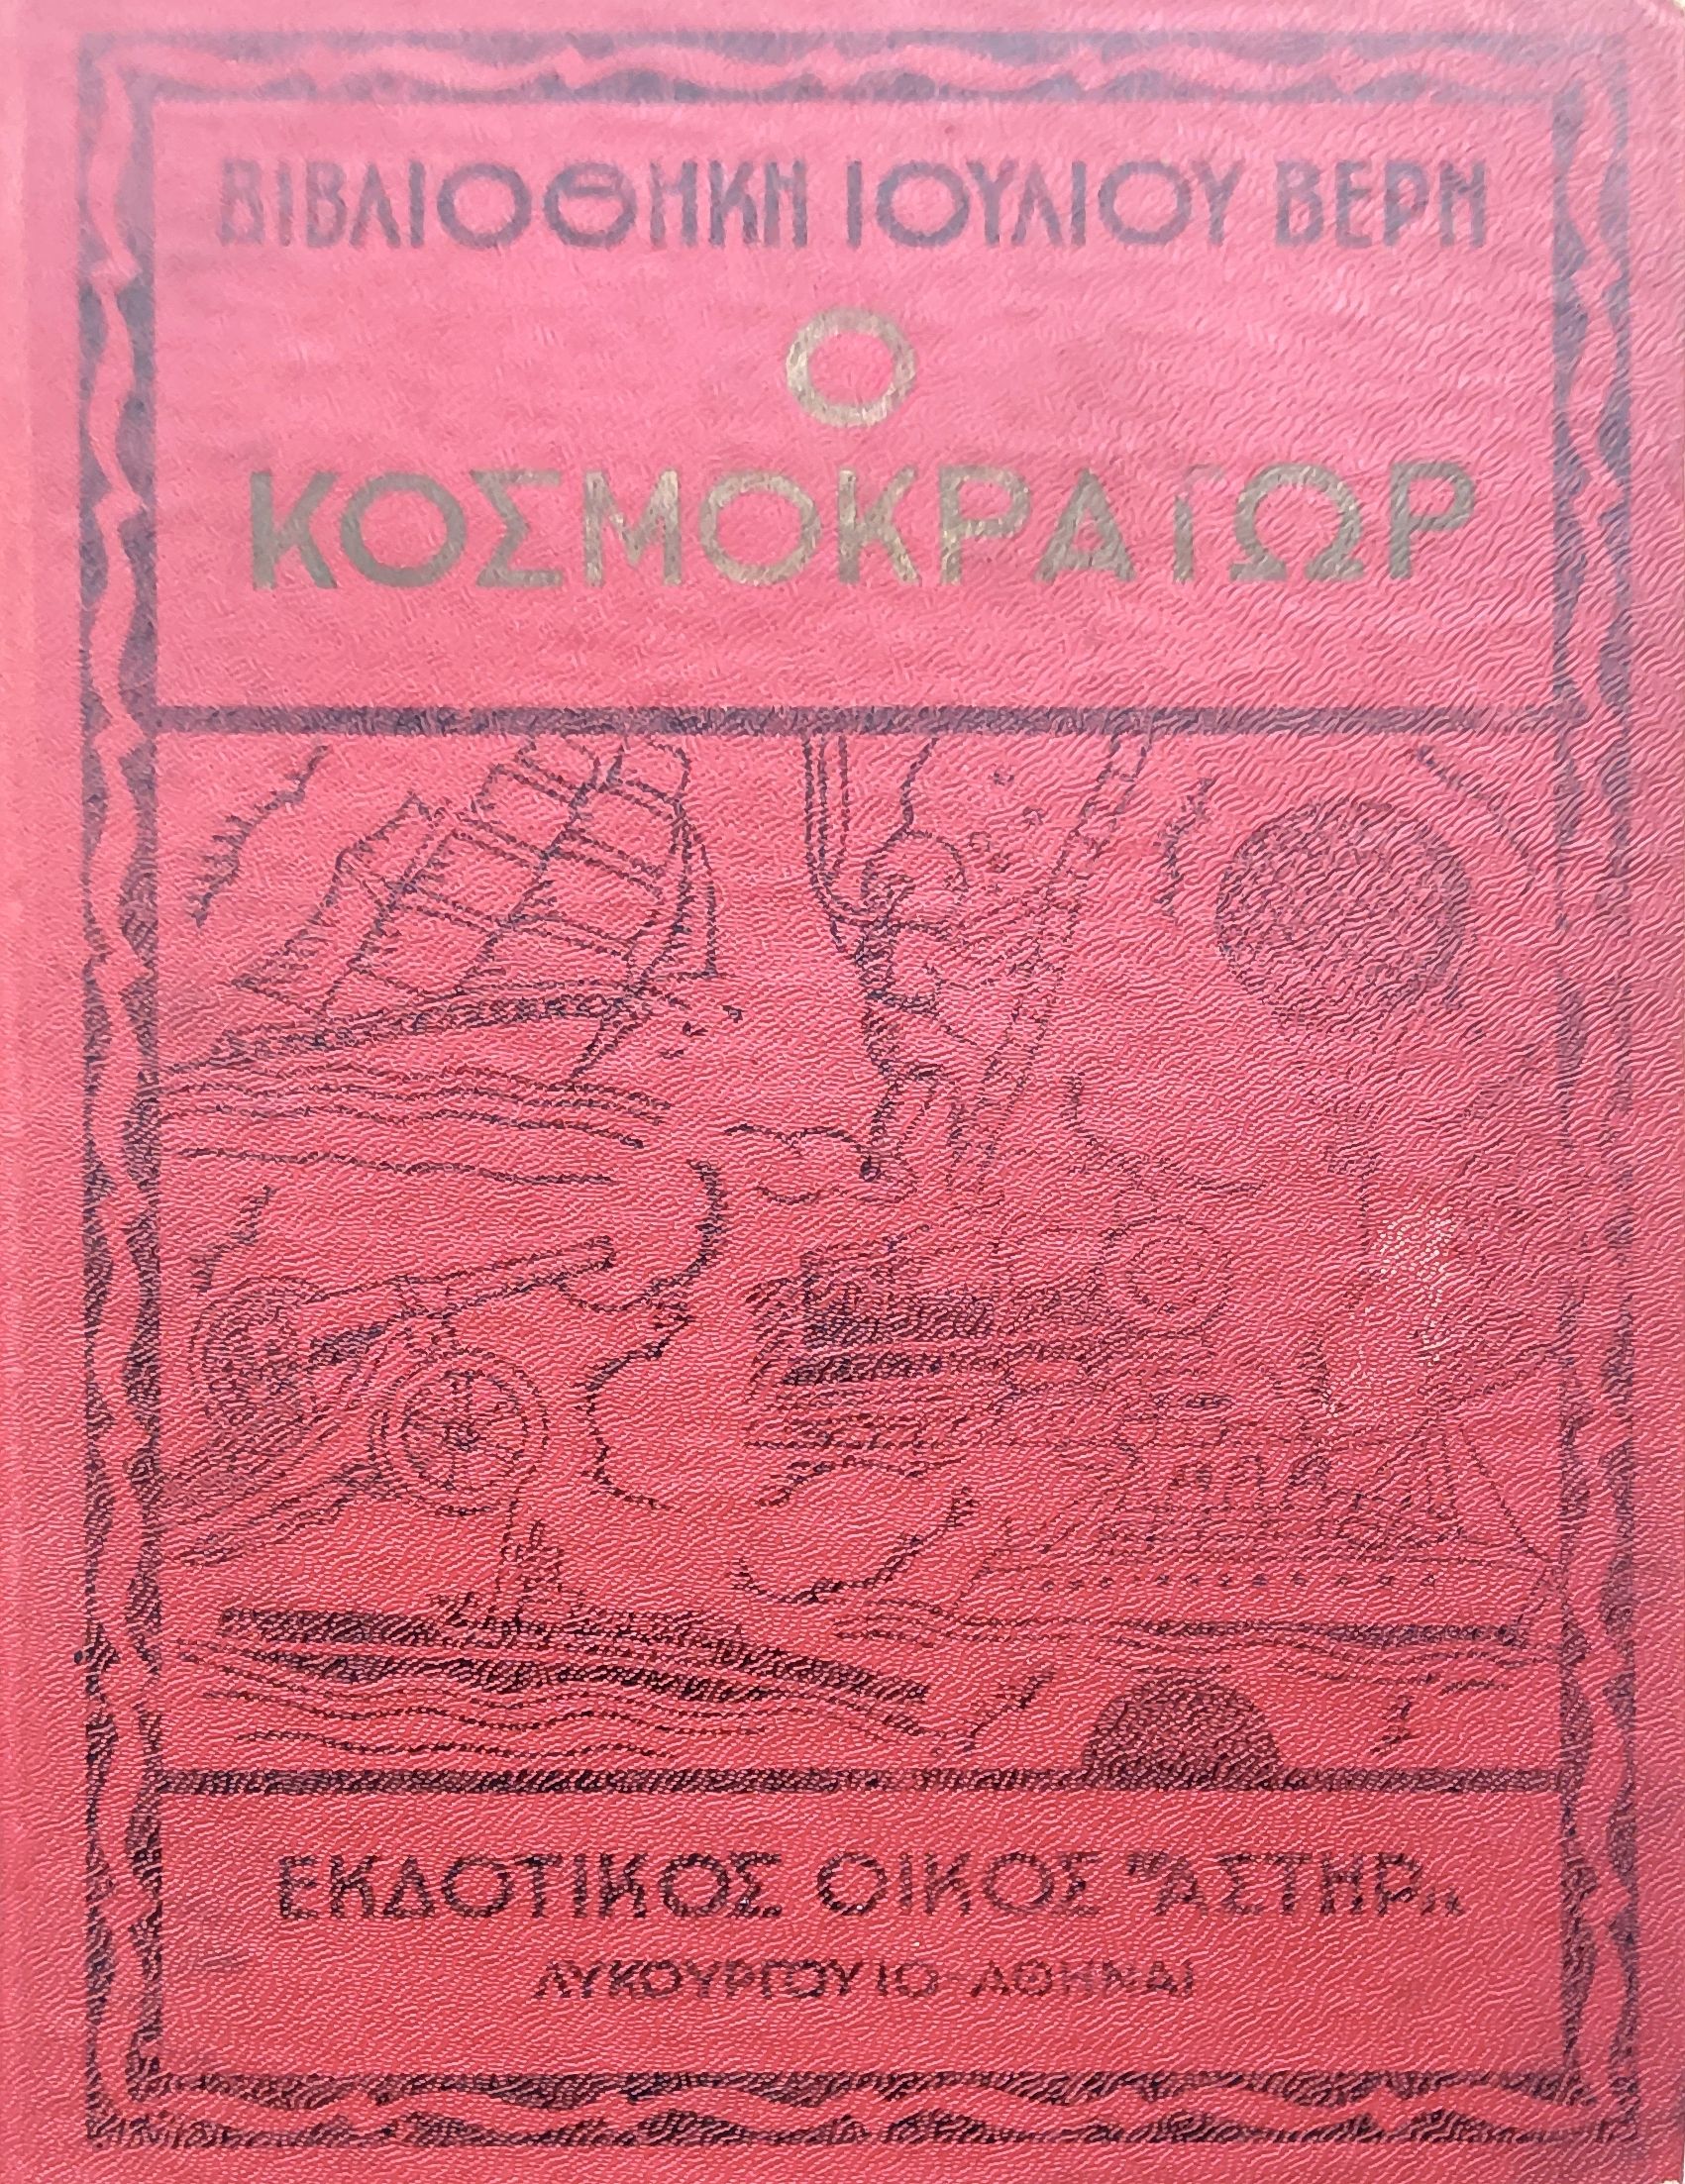 ΒΙΒΛΙΟΘΗΚΗ ΙΟΥΛΙΟΥ ΒΕΡΝ
Ο
ΚΟΣΜΟΚΡΑΤΩΡ
ΕΚΔΟΤΙΚΟΣ ΟΙΚΟΣ "ΑΣΤΗΡ„
ΛΥΚΟΥΡΓΟΥ 10 - ΑΘΗΝΑΙ